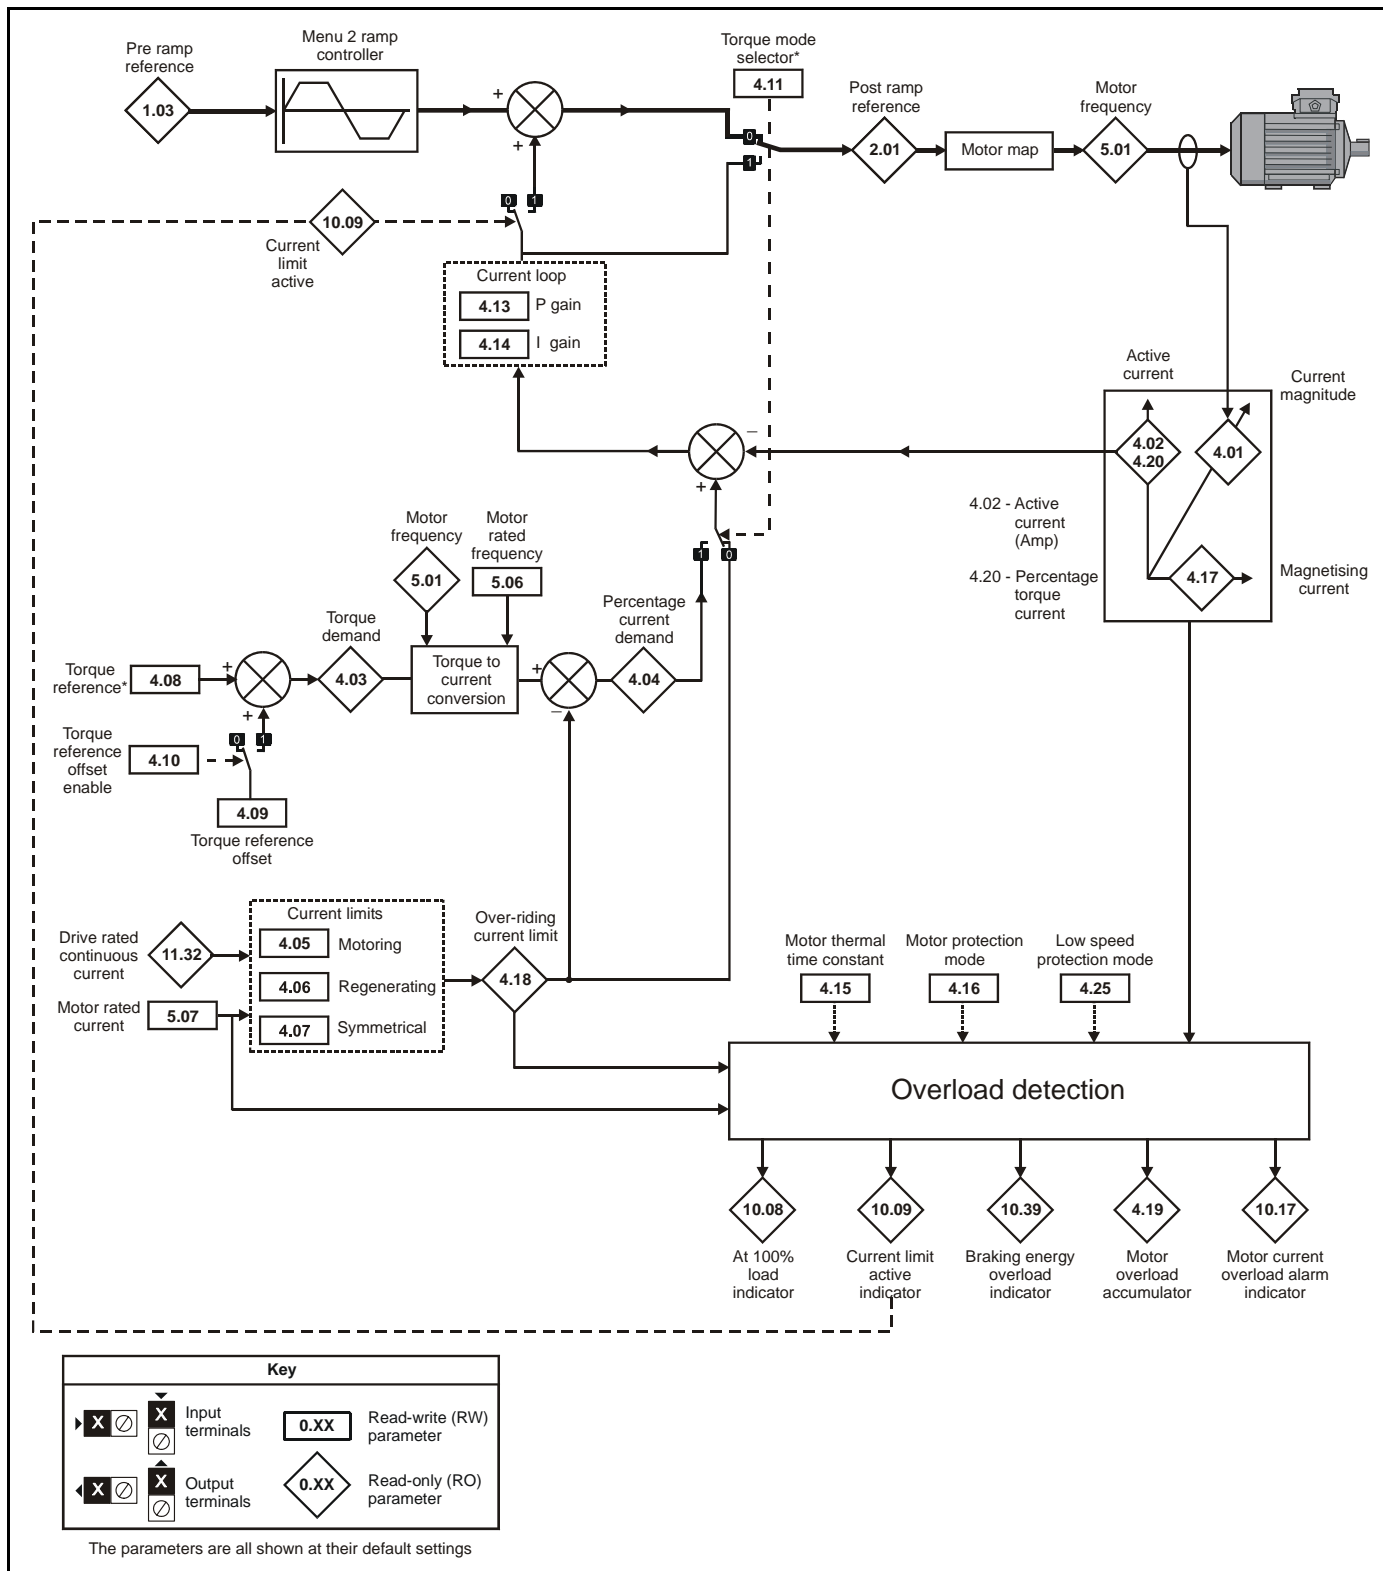 Pre ramp
reference
1.03
Menu 2 ramp
controller
+
+
Torque mode
selector*
4.11
0
1
Post ramp
reference
2.01
Motor map
Motor
frequency
5.01
0 1
10.09
Current
limit
active
Current loop
4.13 P gain
4.14 I gain
Active
current
Current
magnitude
4.02
4.20
4.01
4.02 - Active
current
(Amp)
4.20 - Percentage
torque
current
4.17
Magnetising
current
–
+
1 0
Motor
frequency
5.01
Motor
rated
frequency
5.06
Percentage
current
demand
4.04
Torque
demand
4.03
Torque to
current
conversion
+
–
Torque
reference*
4.08
+
+
0 1
Torque
reference
offset
enable
4.10
4.09
Torque reference
offset
Drive rated
continuous
current
11.32
Motor rated
current
5.07
Current limits
4.05 Motoring
4.06 Regenerating
4.07 Symmetrical
Over-riding
current limit
4.18
Motor thermal
time constant
4.15
Motor protection
mode
4.16
Low speed
protection mode
4.25
Overload detection
10.08
At 100%
load
indicator
10.09
Current limit
active
indicator
10.39
Braking energy
overload
indicator
4.19
Motor
overload
accumulator
10.17
Motor current
overload alarm
indicator
Key
X X Input
terminals
0.XX Read-write (RW)
parameter
X X Output
terminals
0.XX Read-only (RO)
parameter
The parameters are all shown at their default settings